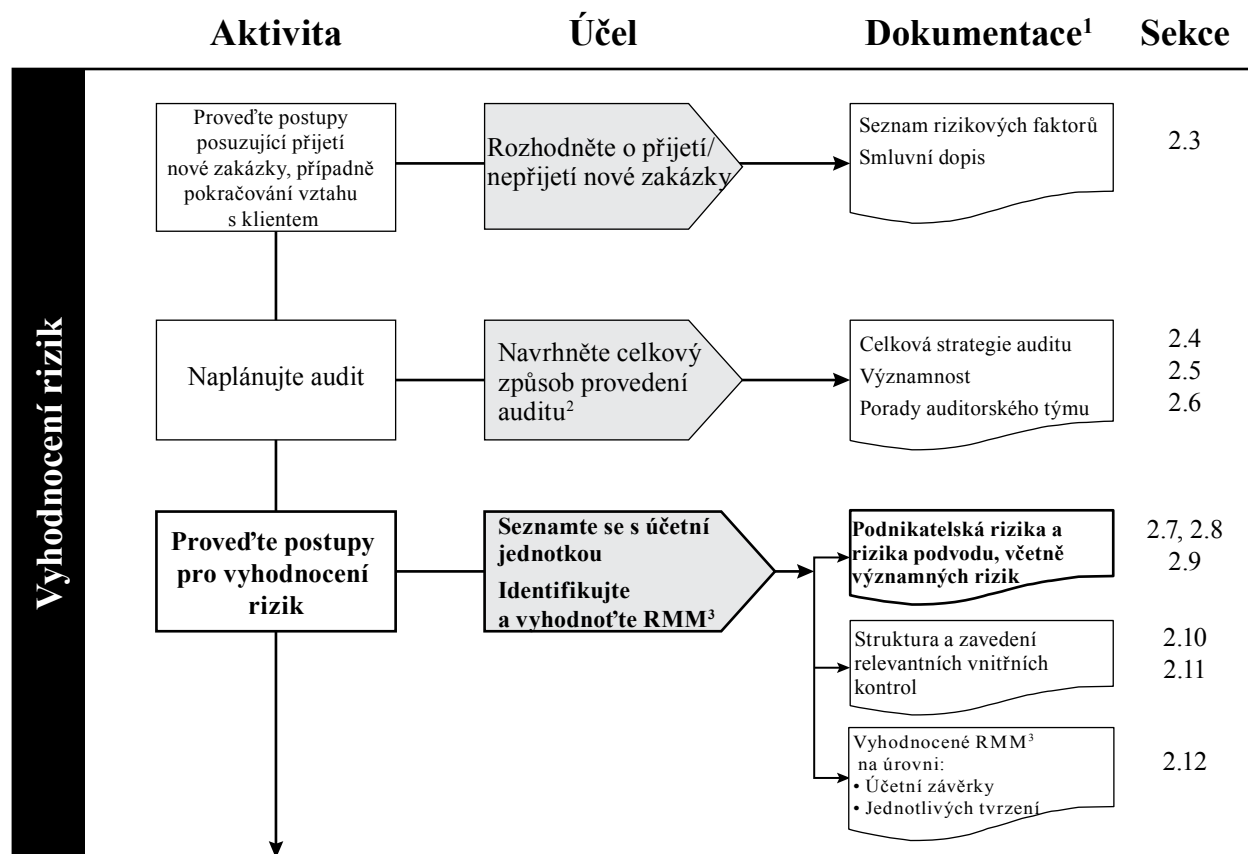 Aktivita
Účel
Dokumentace¹
Sekce
Vyhodnocení rizik
Proveďte postupy
posuzující přijetí
nové zakázky, případně
pokračování vztahu
s klientem
Rozhodněte o přijetí/
nepřijetí nové zakázky
Seznam rizikových faktorů
Smluvní dopis
2.3
Naplánujte audit
Navrhněte celkový
způsob provedení
auditu²
Celková strategie auditu
Významnost
Porady auditorského týmu
2.4
2.5
2.6
Proveďte postupy
pro vyhodnocení
rizik
Seznamte se s účetní
jednotkou
Identifikujte
a vyhodnoťte RMM³
Podnikatelská rizika a
rizika podvodu, včetně
významných rizik
2.7, 2.8
2.9
Struktura a zavedení
relevantních vnitřních
kontrol
2.10
2.11
Vyhodnocené RMM³
na úrovni:
• Účetní závěrky
• Jednotlivých tvrzení
2.12